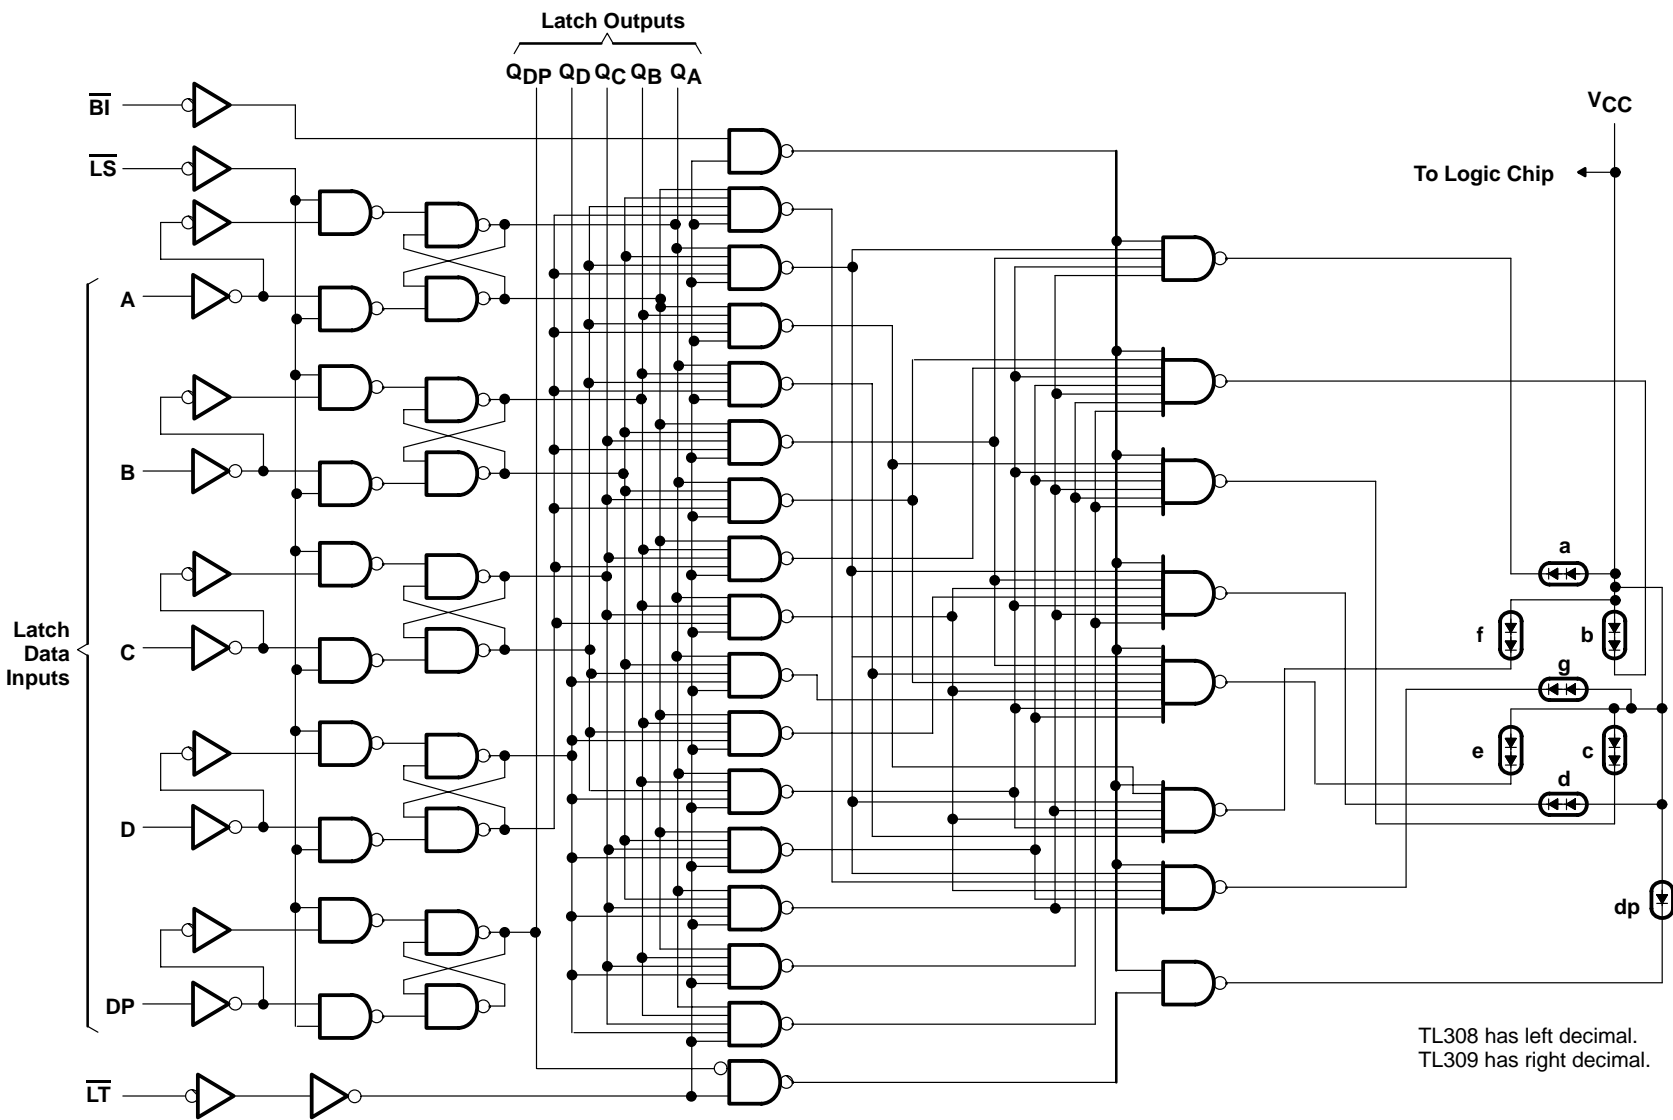 Latch Outputs
QDP QD QC QB QA
BI
LS
A
B
C
D
DP
LT
Latch
Data
Inputs
VCC
To Logic Chip
a
f
b
g
e
c
d
dp
TL308 has left decimal.
TL309 has right decimal.